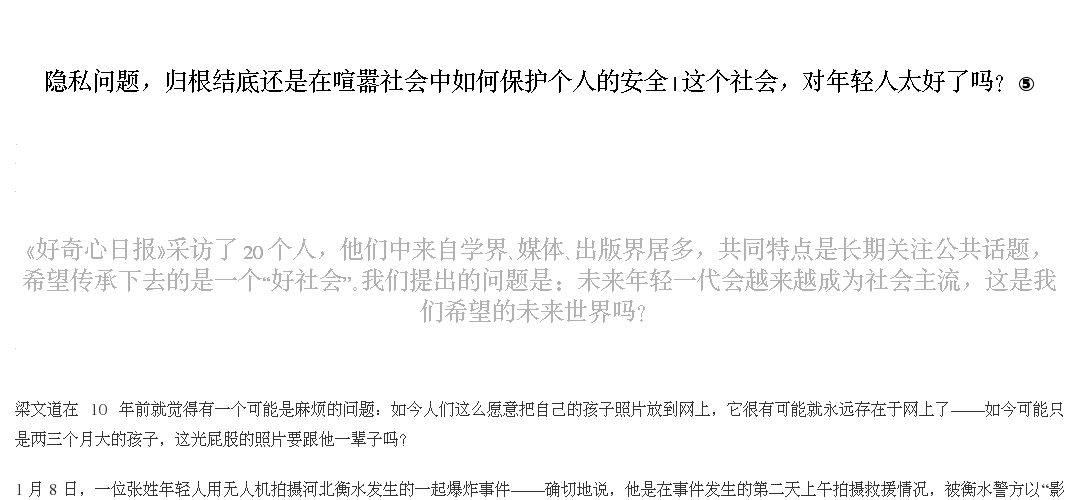 隐私问题，归根结底还是在喧嚣社会中如何保护个人的安全|这个社会，对年轻人太好了吗？⑤
《好奇心日报》采访了 20 个人，他们中来自学界、媒体、出版界居多，共同特点是长期关注公共话题，
希望传承下去的是一个“好社会”。我们提出的问题是：未来年轻一代会越来越成为社会主流，这是我
们希望的未来世界吗？
梁文道在 10 年前就觉得有一个可能是麻烦的问题：如今人们这么愿意把自己的孩子照片放到网上，它很有可能就永远存在于网上了——如今可能只
是两三个月大的孩子，这光屁股的照片要跟他一辈子吗？
1 月 8 日，一位张姓年轻人用无人机拍摄河北衡水发生的一起爆炸事件——确切地说，他是在事件发生的第二天上午拍摄救援情况，被衡水警方以“影